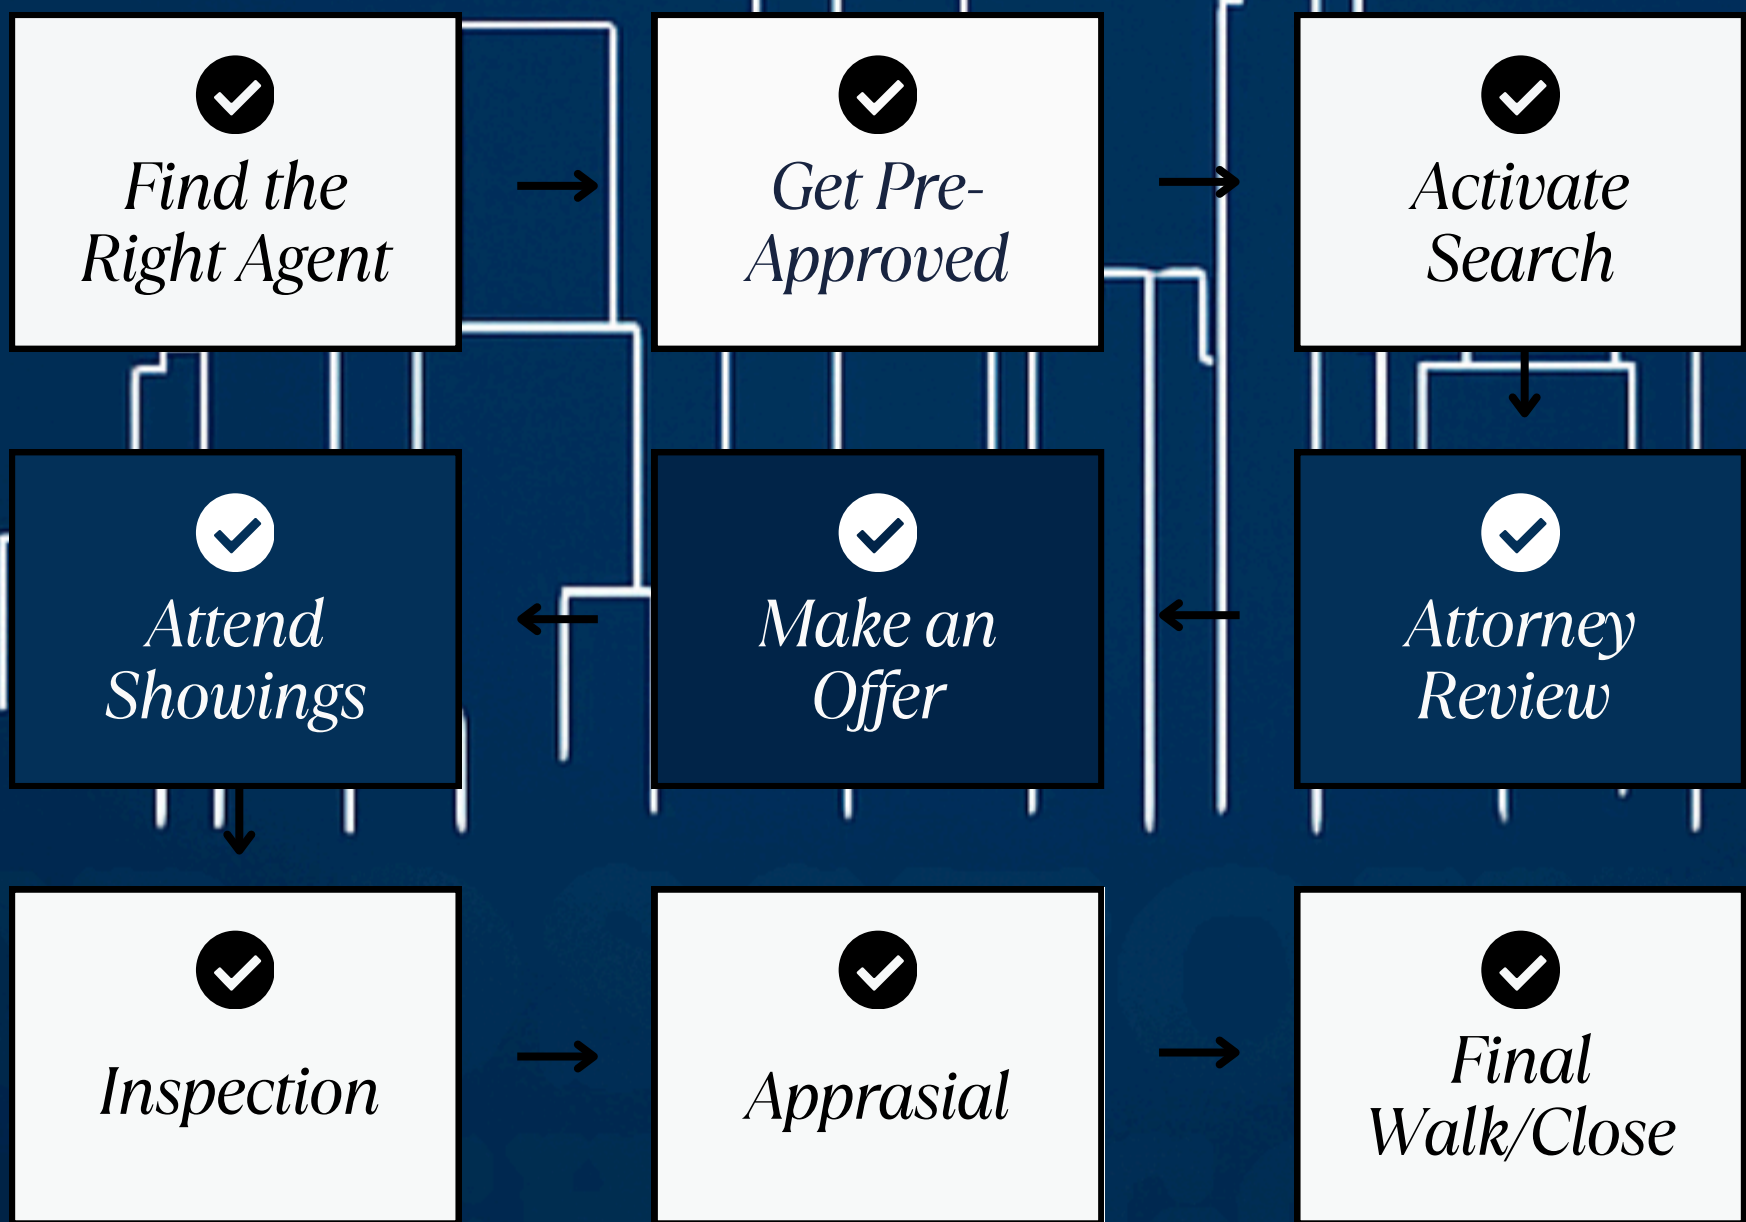 Find the
Right Agent
Get Pre-
Approved
Activate
Search
Attend
Showings
Make an
Offer
Attorney
Review
Inspection
Apprasial
Final
Walk/Close